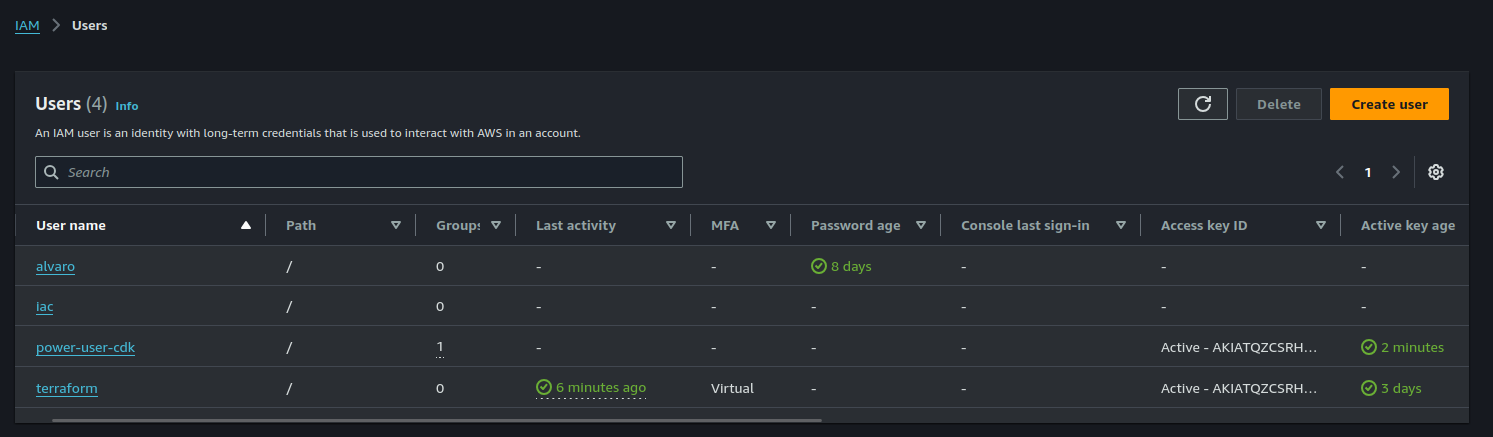 IAM > Users
Users (4) Info
Delete
Create user
An IAM user is an identity with long-term credentials that is used to interact with AWS in an account.
Search
1
User name Path Groups Last activity MFA Password age Console last sign-in Access key ID Active key age
alvaro / 0 - - 8 days - - -
iac / 0 - - - - - -
power-user-cdk / 1 - - - - Active - AKIATQZCSRH... 2 minutes
terraform / 0 6 minutes ago Virtual - - Active - AKIATQZCSRH... 3 days